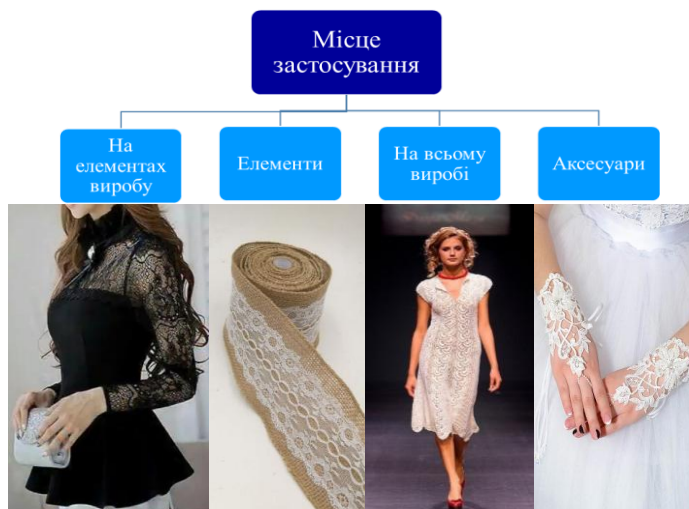 Місце
застосування
На
елементах
виробу
Елементи
На всьому
виробі
Аксесуари